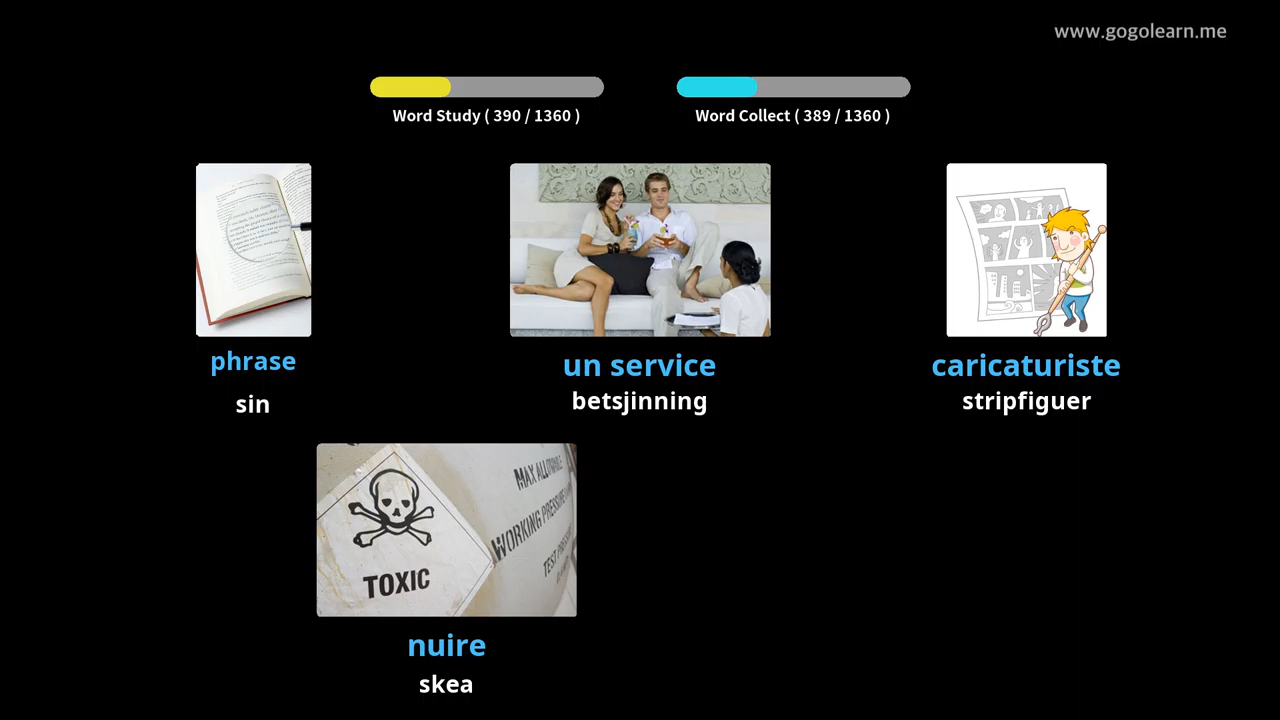 www.gogolearn.me
Word Study ( 390 / 1360 )
Word Collect ( 389 / 1360 )
phrase
sin
un service
betsjinning
caricaturiste
stripfiguer
MAX ALLOWABLE
WORKING PRESSURE
TEST
TOXIC
nuire
skea